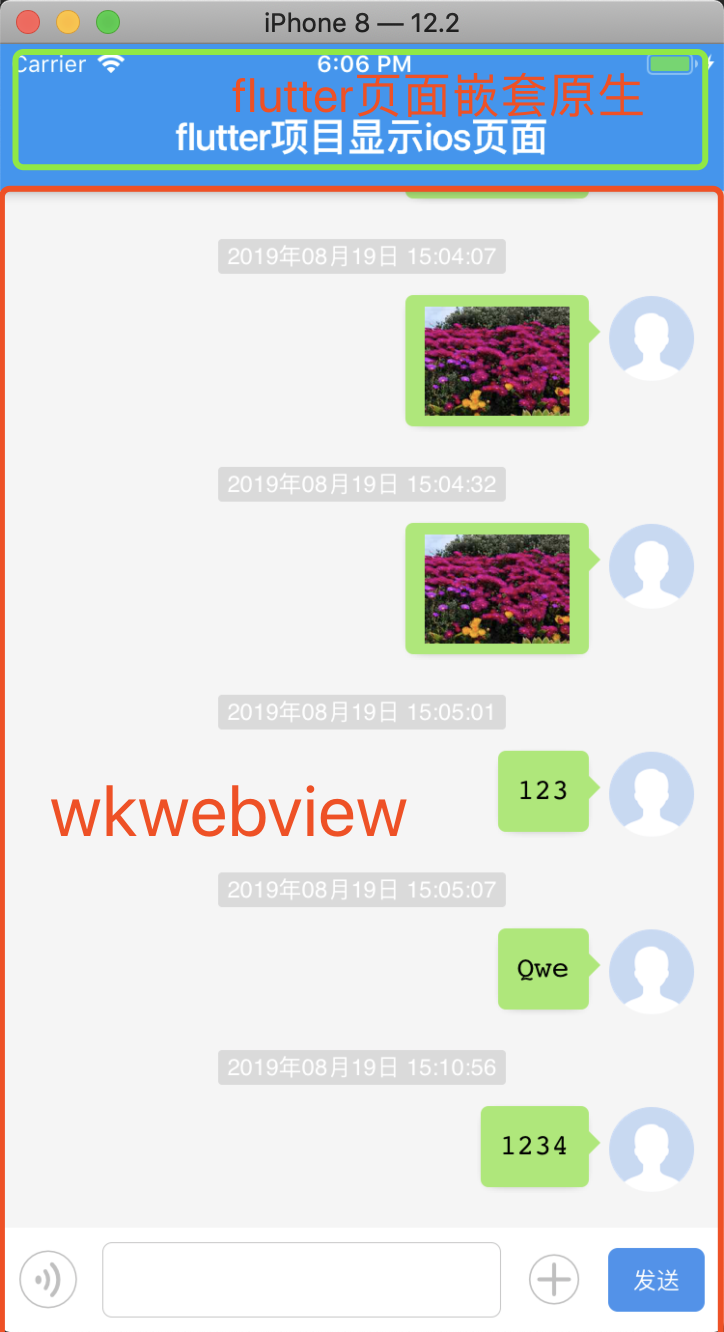 iPhone 8 — 12.2
Carrier
6:06 PM
flutter页面嵌套原生
flutter项目显示ios页面
2019年08月19日 15:04:07
2019年08月19日 15:04:32
2019年08月19日 15:05:01
123
wkwebview
2019年08月19日 15:05:07
Qwe
2019年08月19日 15:10:56
1234
发送